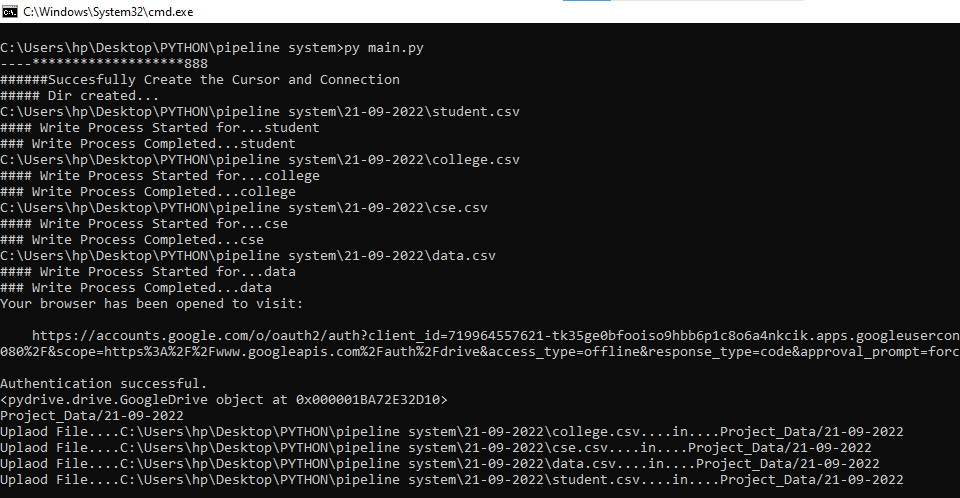 C:\Windows\System32\cmd.exe
C:\Users\hp\Desktop\PYTHON\pipeline system>py main.py
----*******************888
######Succesfully Create the Cursor and Connection
##### Dir created...
C:\Users\hp\Desktop\PYTHON\pipeline system\21-09-2022\student.csv
#### Write Process Started for...student
### Write Process Completed...student
C:\Users\hp\Desktop\PYTHON\pipeline system\21-09-2022\college.csv
#### Write Process Started for...college
### Write Process Completed...college
C:\Users\hp\Desktop\PYTHON\pipeline system\21-09-2022\cse.csv
#### Write Process Started for...cse
### Write Process Completed...cse
C:\Users\hp\Desktop\PYTHON\pipeline system\21-09-2022\data.csv
#### Write Process Started for...data
### Write Process Completed...data
Your browser has been opened to visit:
https://accounts.google.com/o/oauth2/auth?client_id=719964557621-tk35ge0bfooiso9hbb6p1c8o6a4nkcik.apps.googleusercon
080%2F&scope=https%3A%2F%2Fwww.googleapis.com%2Fauth%2Fdrive&access_type=offline&response_type=code&approval_prompt=forc
Authentication successful.
<pydrive.drive.GoogleDrive object at 0x000001BA72E32D10>
Project_Data/21-09-2022
Uplaod File....C:\Users\hp\Desktop\PYTHON\pipeline system\21-09-2022\college.csv....in....Project_Data/21-09-2022
Uplaod File....C:\Users\hp\Desktop\PYTHON\pipeline system\21-09-2022\cse.csv....in....Project_Data/21-09-2022
Uplaod File....C:\Users\hp\Desktop\PYTHON\pipeline system\21-09-2022\data.csv....in....Project_Data/21-09-2022
Uplaod File....C:\Users\hp\Desktop\PYTHON\pipeline system\21-09-2022\student.csv....in....Project_Data/21-09-2022